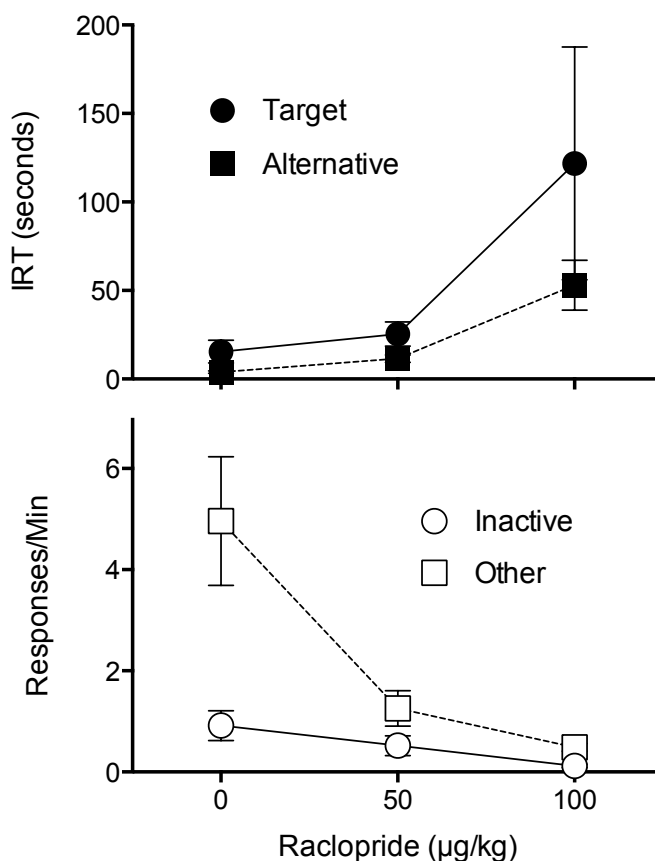 200
150
100
50
0
IRT (seconds)
Target
Alternative
6
4
2
0
Responses/Min
Inactive
Other
0 50 100
Raclopride (µg/kg)